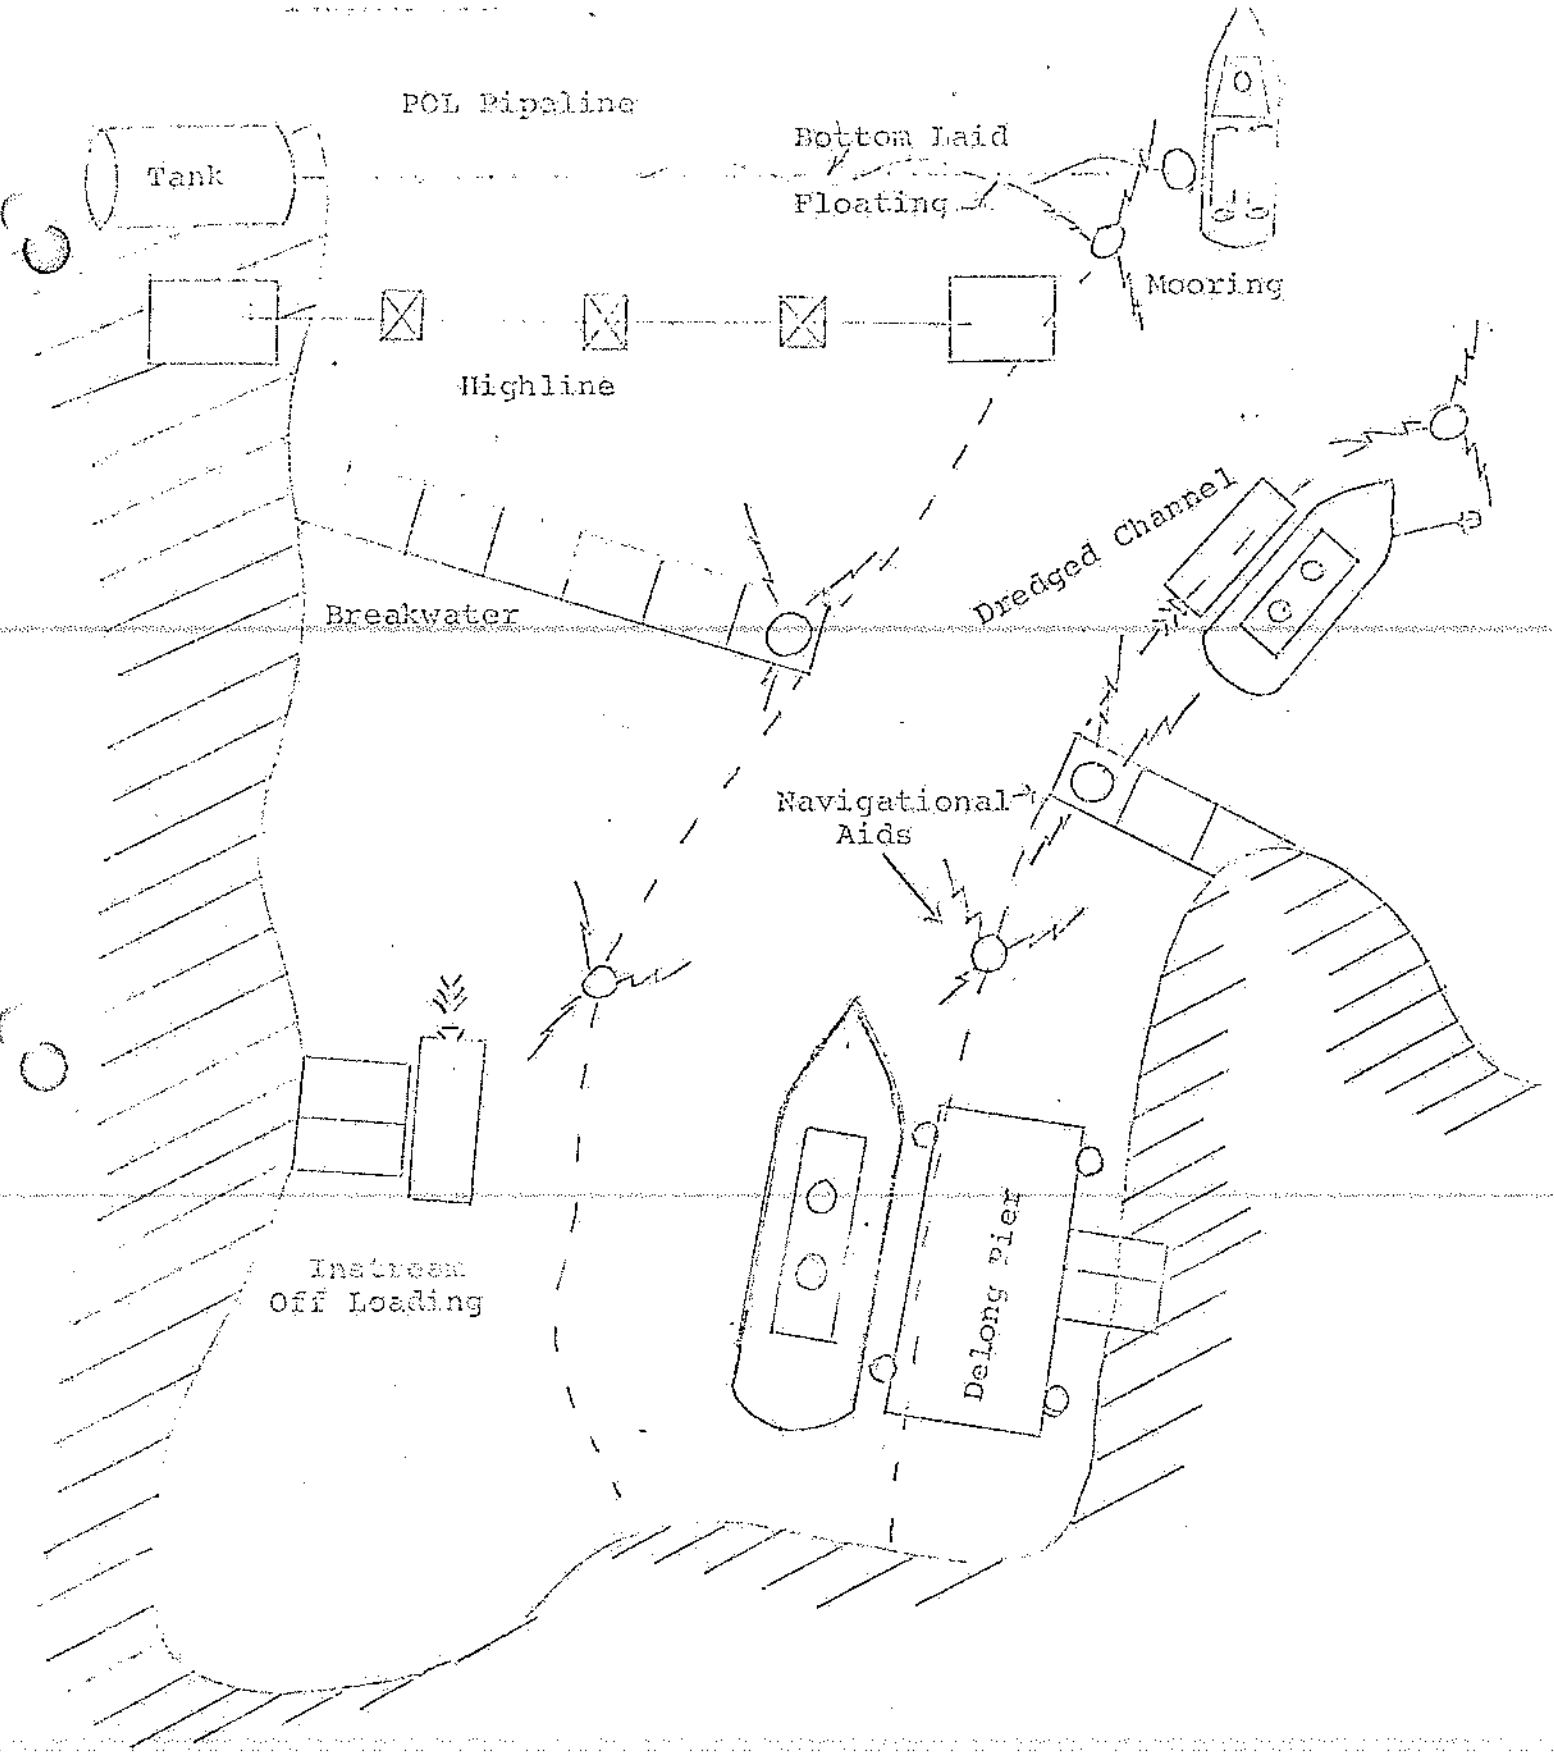 POL Pipeline
Bottom Laid
Tank
Floating
Mooring
Highline
Dredged Channel
Breakwater
Navigational
Aids
Instream
Off Loading
DeLong Pier